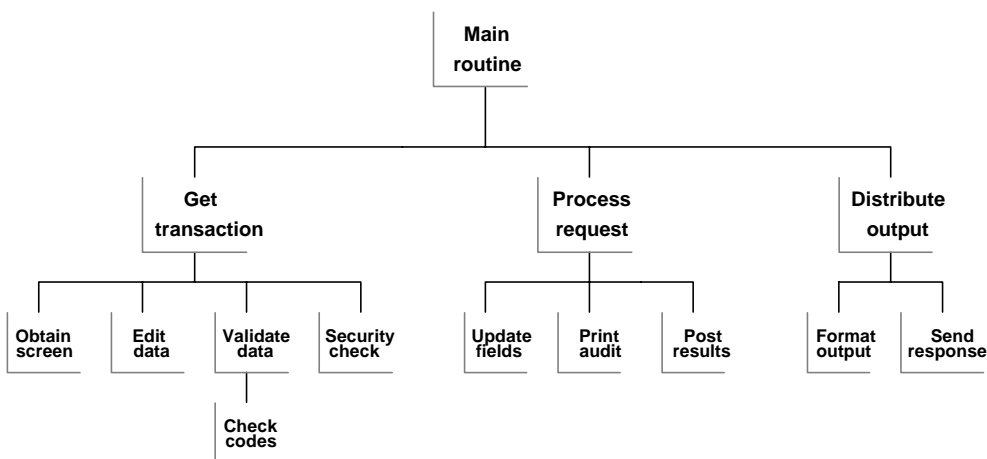 Main
routine
Get
transaction
Process
request
Distribute
output
Obtain
screen
Edit
data
Validate
data
Security
check
Update
fields
Print
audit
Post
results
Format
output
Send
response
Check
codes